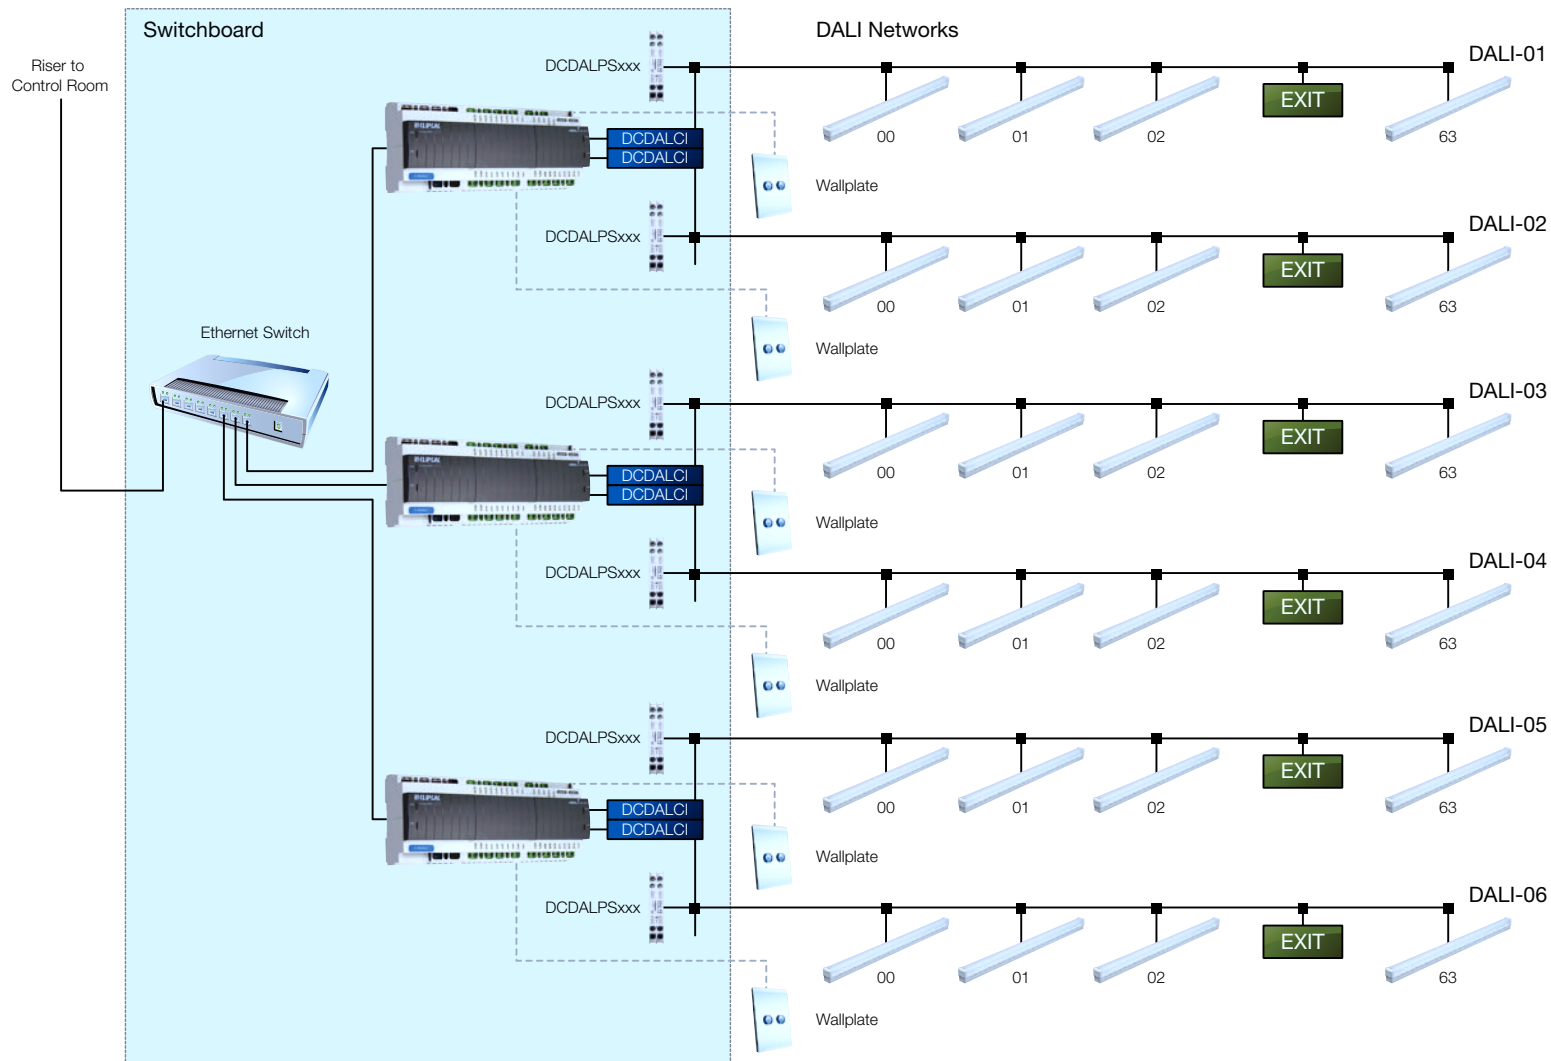 Switchboard
DALI Networks
Riser to
Control Room
DCDALPSxxx
DALI-01
EXIT
00
01
02
63
DCDALCI
DCDALCI
Wallplate
DCDALPSxxx
DALI-02
EXIT
00
01
02
63
Ethernet Switch
Wallplate
DCDALPSxxx
DALI-03
EXIT
00
01
02
63
DCDALCI
DCDALCI
Wallplate
DCDALPSxxx
DALI-04
EXIT
00
01
02
63
Wallplate
DCDALPSxxx
DALI-05
EXIT
00
01
02
63
DCDALCI
DCDALCI
Wallplate
DCDALPSxxx
DALI-06
EXIT
00
01
02
63
Wallplate